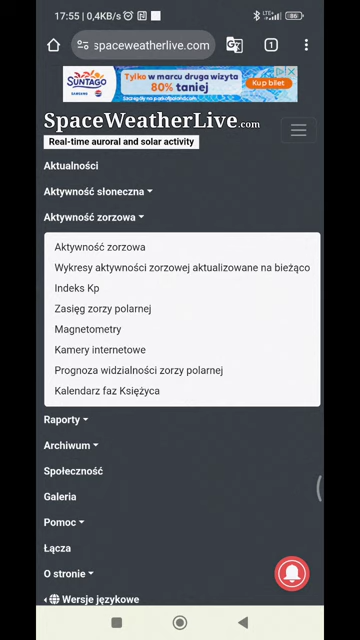 17:55 | 0,4KB/s
LTE
86
spaceweatherlive.com
1
SUNTAGO
SAMSUNG
Tylko w marcu druga wizyta
80% taniej
Kup bilet
SpaceWeatherLive.com
Real-time auroral and solar activity
Aktualności
Aktywność słoneczna
Aktywność zorzowa
Aktywność zorzowa
Wykresy aktywności zorzowej aktualizowane na bieżąco
Indeks Kp
Zasięg zorzy polarnej
Magnetometry
Kamery internetowe
Prognoza widzialności zorzy polarnej
Kalendarz faz Księżyca
Raporty
Archiwum
Społeczność
Galeria
Pomoc
Łącza
O stronie
Wersje językowe